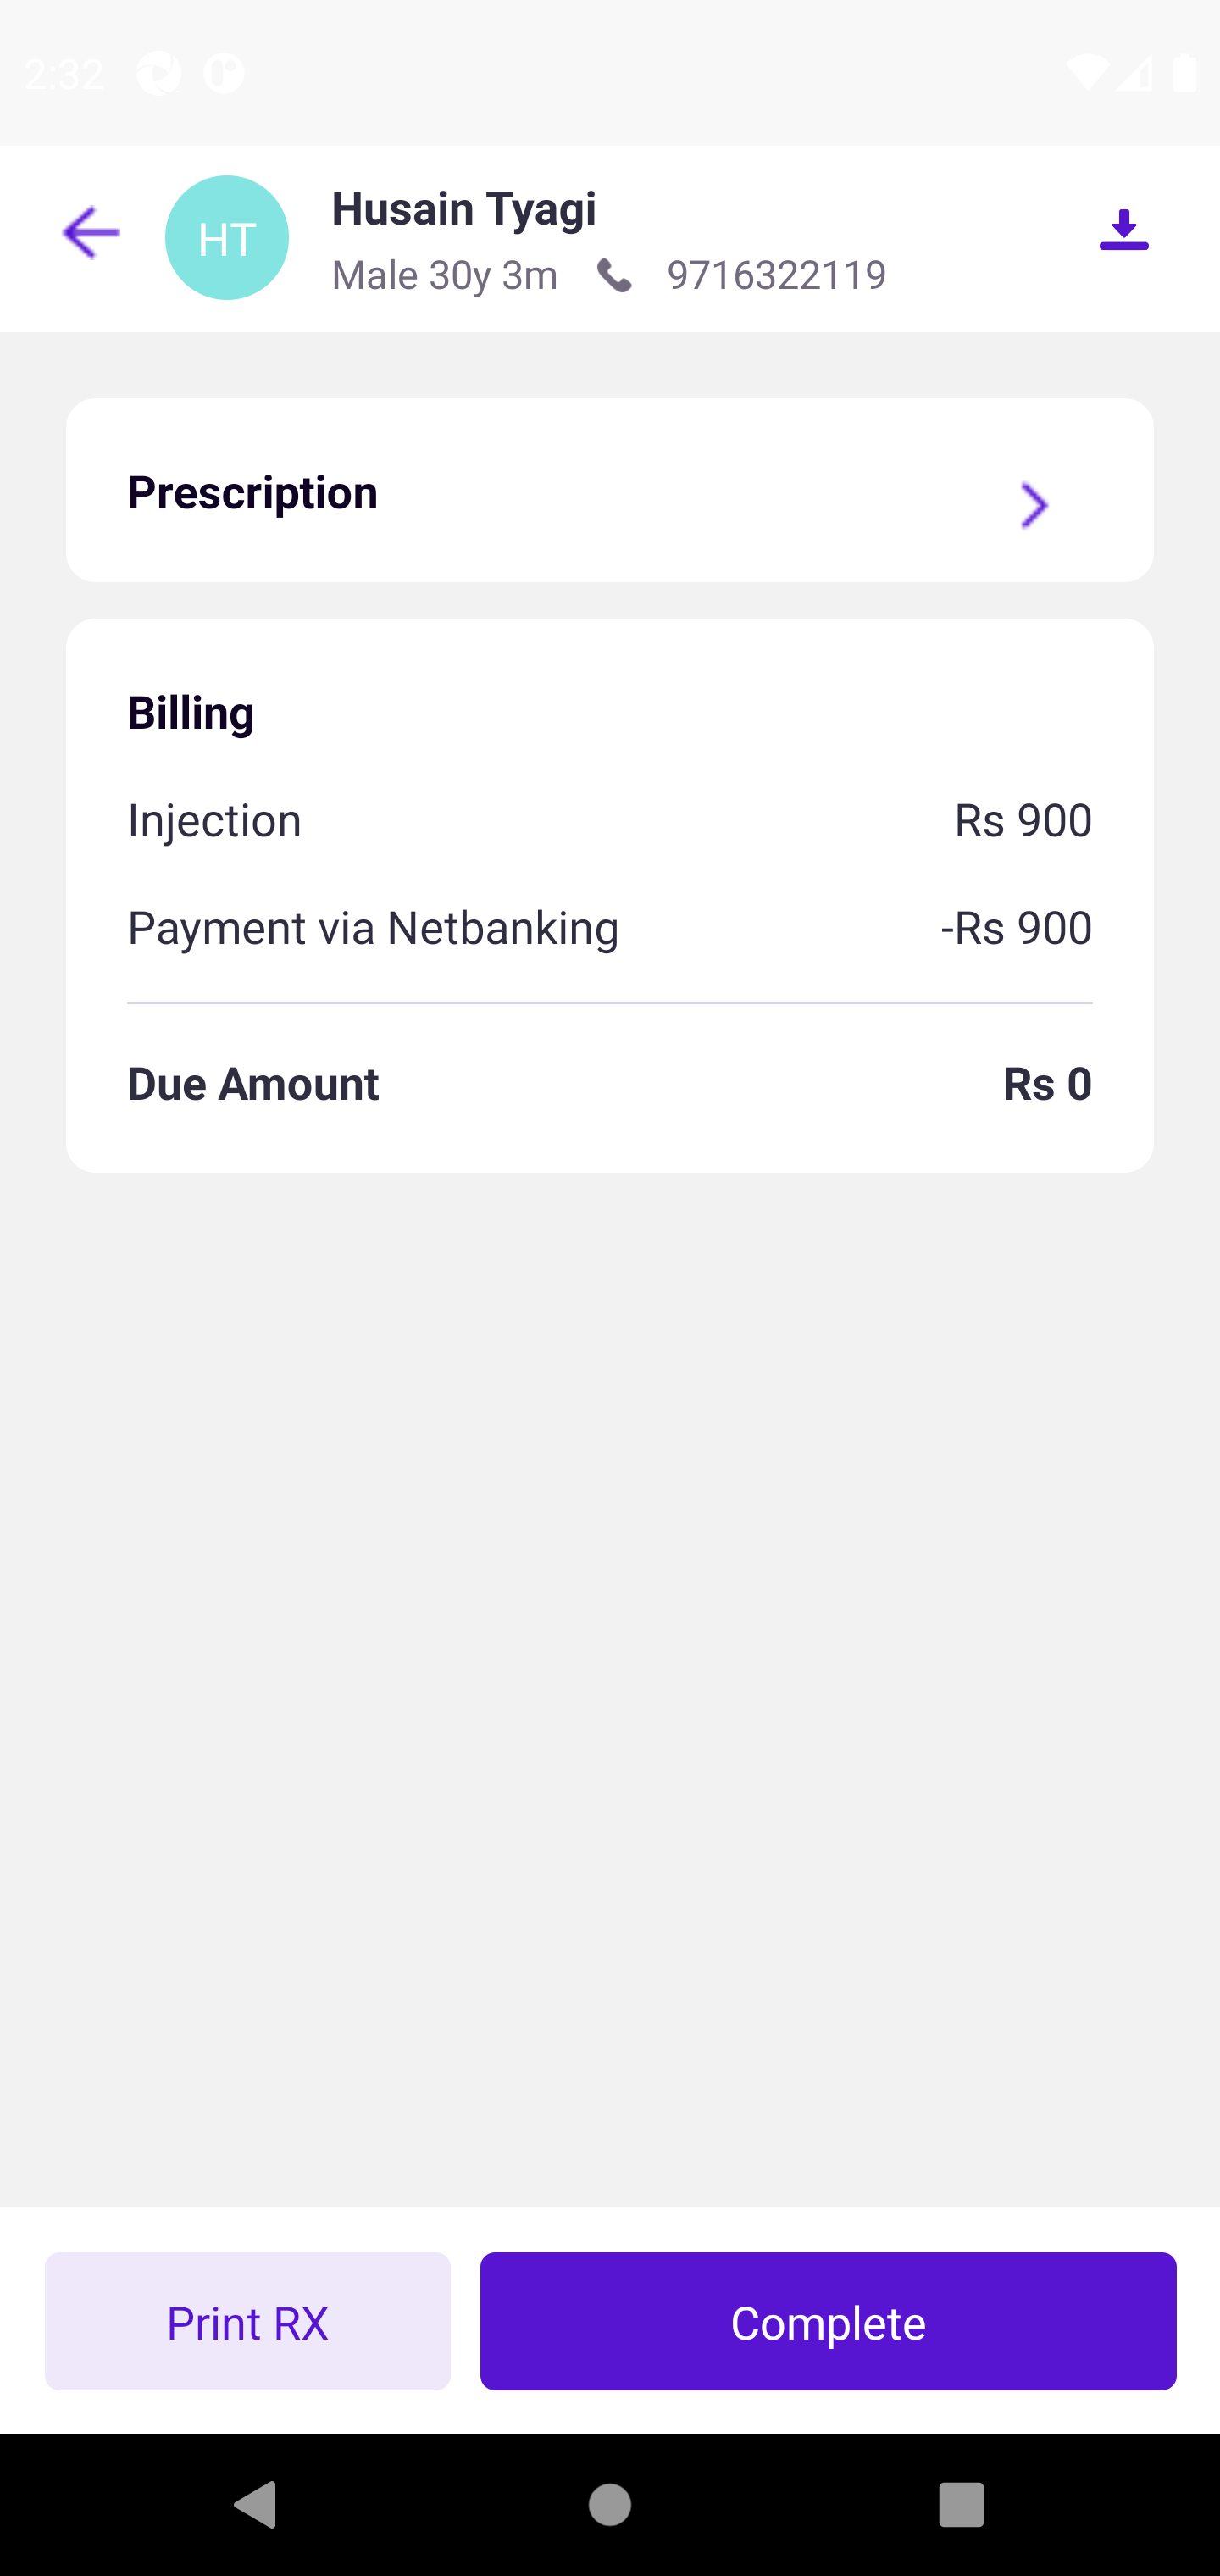 2:32
HT
Husain Tyagi
Male 30y 3m 9716322119
Prescription
Billing
Injection Rs 900
Payment via Netbanking -Rs 900
Due Amount Rs 0
Print RX Complete